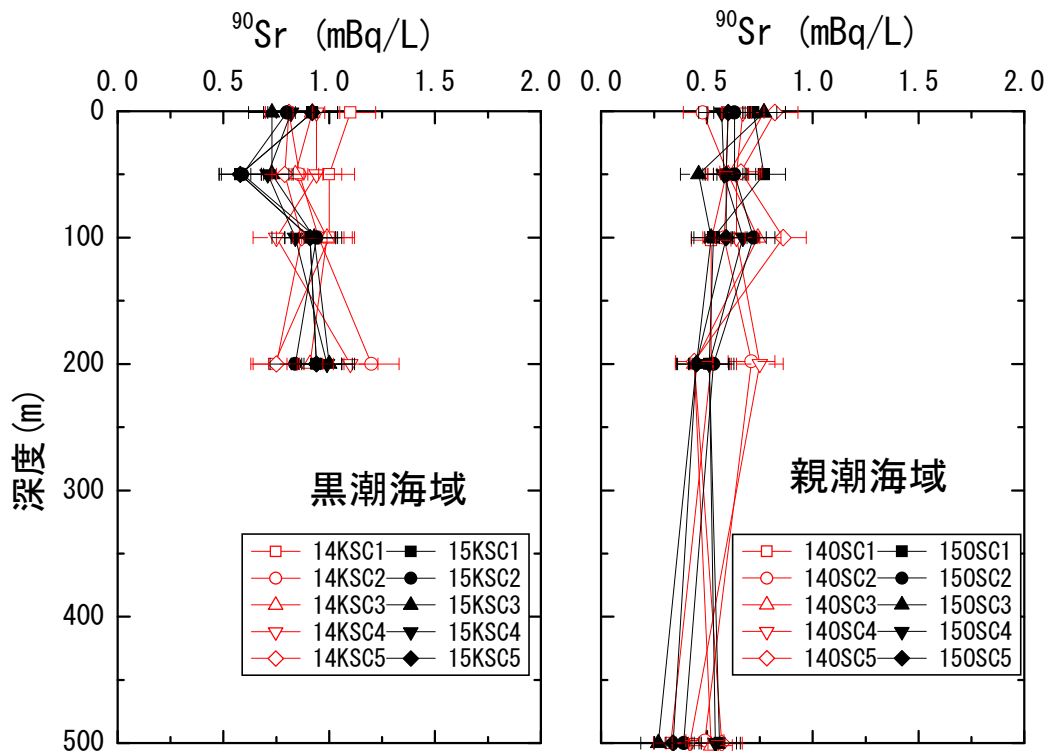 ⁹⁰Sr (mBq/L)
⁹⁰Sr (mBq/L)
0.0 0.5 1.0 1.5 2.0
0.0 0.5 1.0 1.5 2.0
0
100
200
300
400
500
深度(m)
黒潮海域
親潮海域
14KSC1 15KSC1
14KSC2 15KSC2
14KSC3 15KSC3
14KSC4 15KSC4
14KSC5 15KSC5
14OSC1 15OSC1
14OSC2 15OSC2
14OSC3 15OSC3
14OSC4 15OSC4
14OSC5 15OSC5